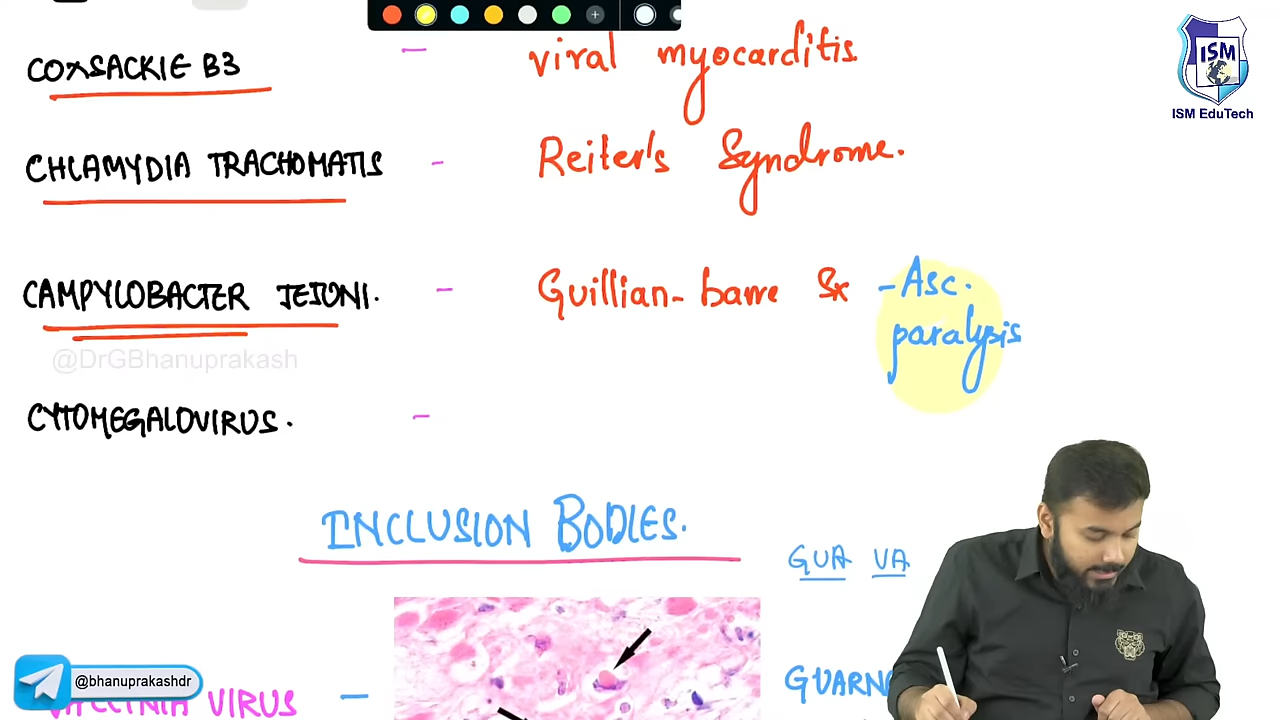 COXSACKIE B3 - viral myocarditis
ISM
ISM EduTech
CHLAMYDIA TRACHOMATIS - Reiter's Syndrome.
CAMPYLOBACTER JEJUNI. - Guillian-barre Sx - Asc.
paralysis
@DrGBhanuprakash
CYTOMEGALOVIRUS. -
INCLUSION BODIES.
GUA VA
@bhanuprakashdr
VIRUS -